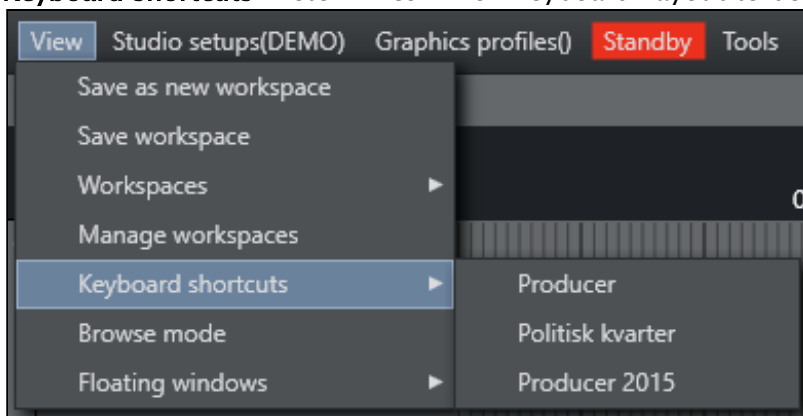 View Studio setups(DEMO) Graphics profiles() Standby Tools
Save as new workspace
Save workspace
Workspaces
Manage workspaces
Keyboard shortcuts
Producer
Browse mode
Politisk kvarter
Floating windows
Producer 2015